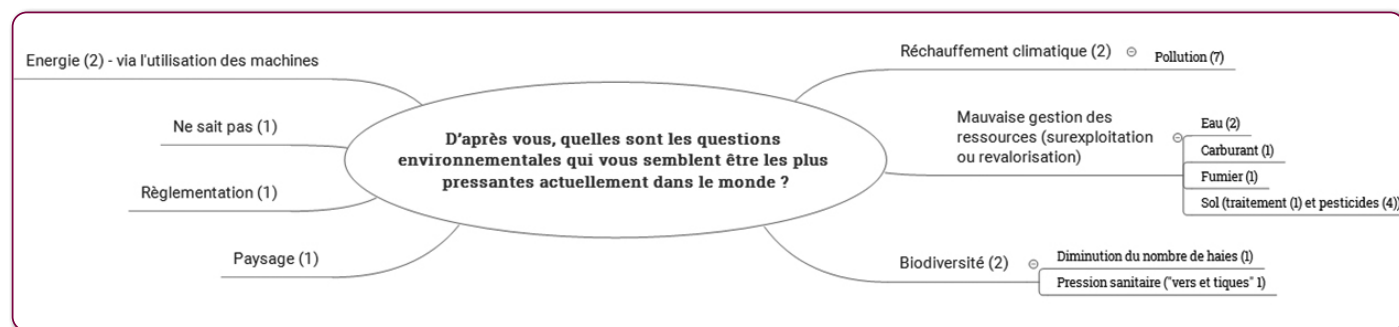 D'après vous, quelles sont les questions
environnementales qui vous semblent être les plus
pressantes actuellement dans le monde ?
Energie (2) - via l'utilisation des machines
Ne sait pas (1)
Règlementation (1)
Paysage (1)
Réchauffement climatique (2)
Pollution (7)
Mauvaise gestion des
ressources (surexploitation
ou revalorisation)
Eau (2)
Carburant (1)
Fumier (1)
Sol (traitement (1) et pesticides (4))
Biodiversité (2)
Diminution du nombre de haies (1)
Pression sanitaire ("vers et tiques" 1)